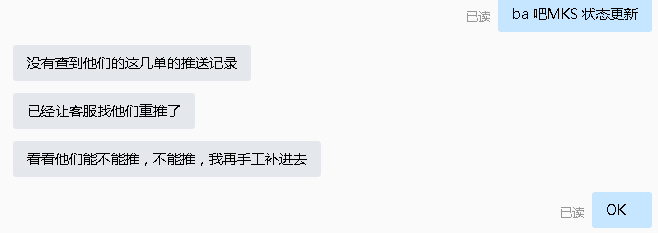 已读
ba 吧MKS 状态更新
没有查到他们的这几单的推送记录
已经让客服找他们重推了
看看他们能不能推，不能推，我再手工补进去
已读
OK